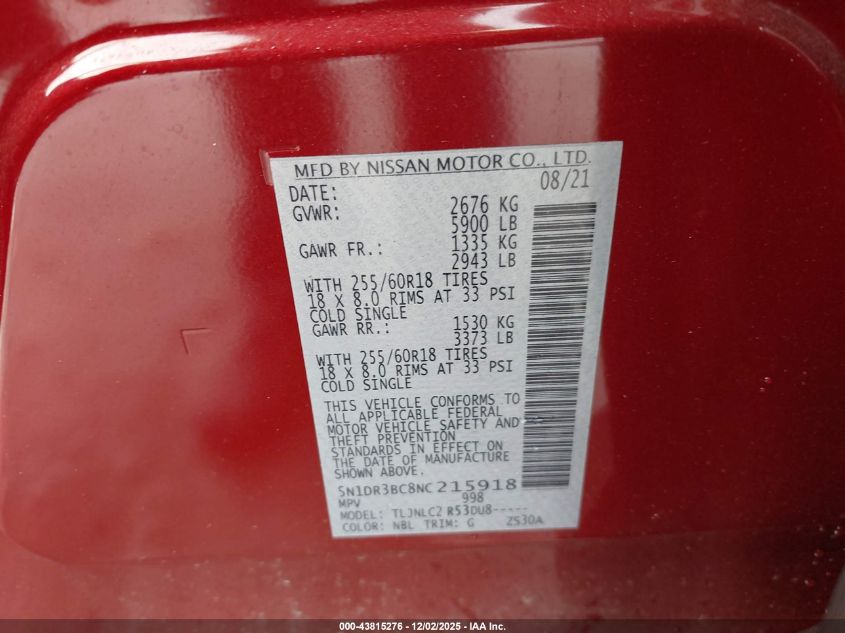 MFD BY NISSAN MOTOR CO., LTD.
DATE: 08/21
GVWR: 2676 KG
5900 LB
GAWR FR.: 1335 KG
2943 LB
WITH 255/60R18 TIRES
18 X 8.0 RIMS AT 33 PSI
COLD SINGLE
GAWR RR.: 1530 KG
3373 LB
WITH 255/60R18 TIRES
18 X 8.0 RIMS AT 33 PSI
COLD SINGLE
THIS VEHICLE CONFORMS TO
ALL APPLICABLE FEDERAL
MOTOR VEHICLE SAFETY AND
THEFT PREVENTION
STANDARDS IN EFFECT ON
THE DATE OF MANUFACTURE
SHOWN ABOVE.
5N1DR3BC8NC215918
MPV 998
MODEL: TLJNLC2 R53DU8-----
COLOR: NBL TRIM: G ZS30A
000-43815276 - 12/02/2025 - IAA Inc.